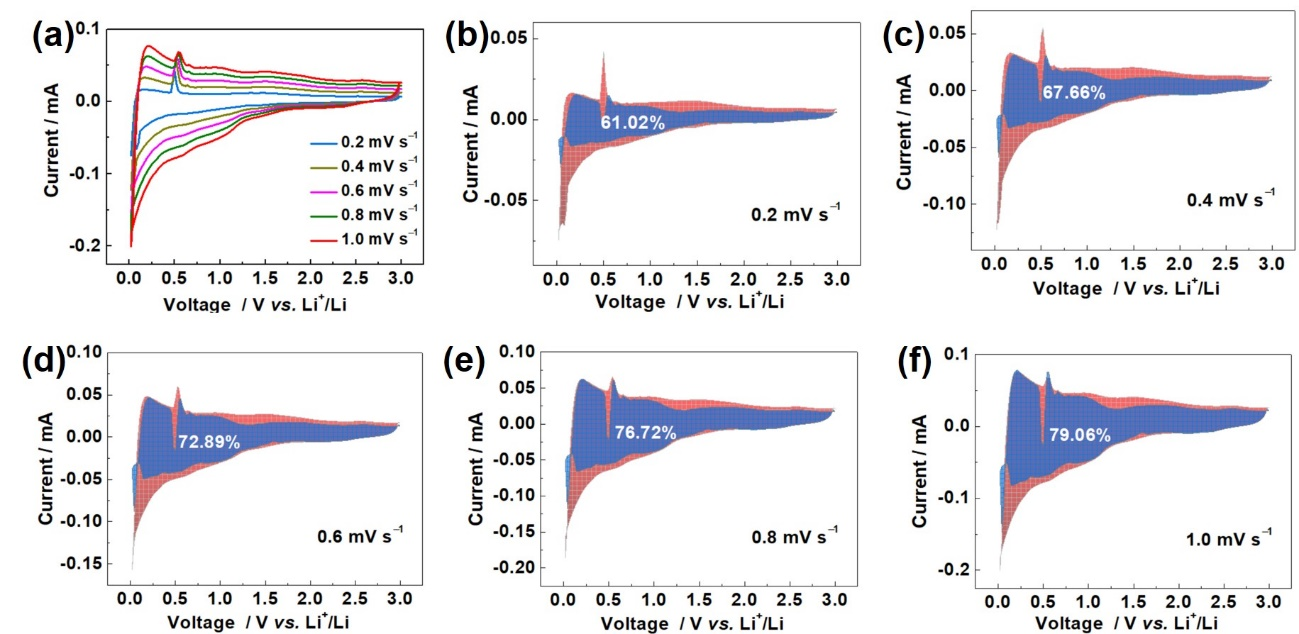 (a)
0.1
0.0
-0.1
-0.2
Current / mA
0.2 mV s⁻¹
0.4 mV s⁻¹
0.6 mV s⁻¹
0.8 mV s⁻¹
1.0 mV s⁻¹
0.0 0.5 1.0 1.5 2.0 2.5 3.0
Voltage / V vs. Li⁺/Li
(b)
0.05
0.00
-0.05
Current / mA
61.02%
0.2 mV s⁻¹
0.0 0.5 1.0 1.5 2.0 2.5 3.0
Voltage / V vs. Li⁺/Li
(c)
0.05
0.00
-0.05
-0.10
Current / mA
67.66%
0.4 mV s⁻¹
0.0 0.5 1.0 1.5 2.0 2.5 3.0
Voltage / V vs. Li⁺/Li
(d)
0.10
0.05
0.00
-0.05
-0.10
-0.15
Current / mA
72.89%
0.6 mV s⁻¹
0.0 0.5 1.0 1.5 2.0 2.5 3.0
Voltage / V vs. Li⁺/Li
(e)
0.10
0.05
0.00
-0.05
-0.10
-0.15
-0.20
Current / mA
76.72%
0.8 mV s⁻¹
0.0 0.5 1.0 1.5 2.0 2.5 3.0
Voltage / V vs. Li⁺/Li
(f)
0.1
0.0
-0.1
-0.2
Current / mA
79.06%
1.0 mV s⁻¹
0.0 0.5 1.0 1.5 2.0 2.5 3.0
Voltage / V vs. Li⁺/Li